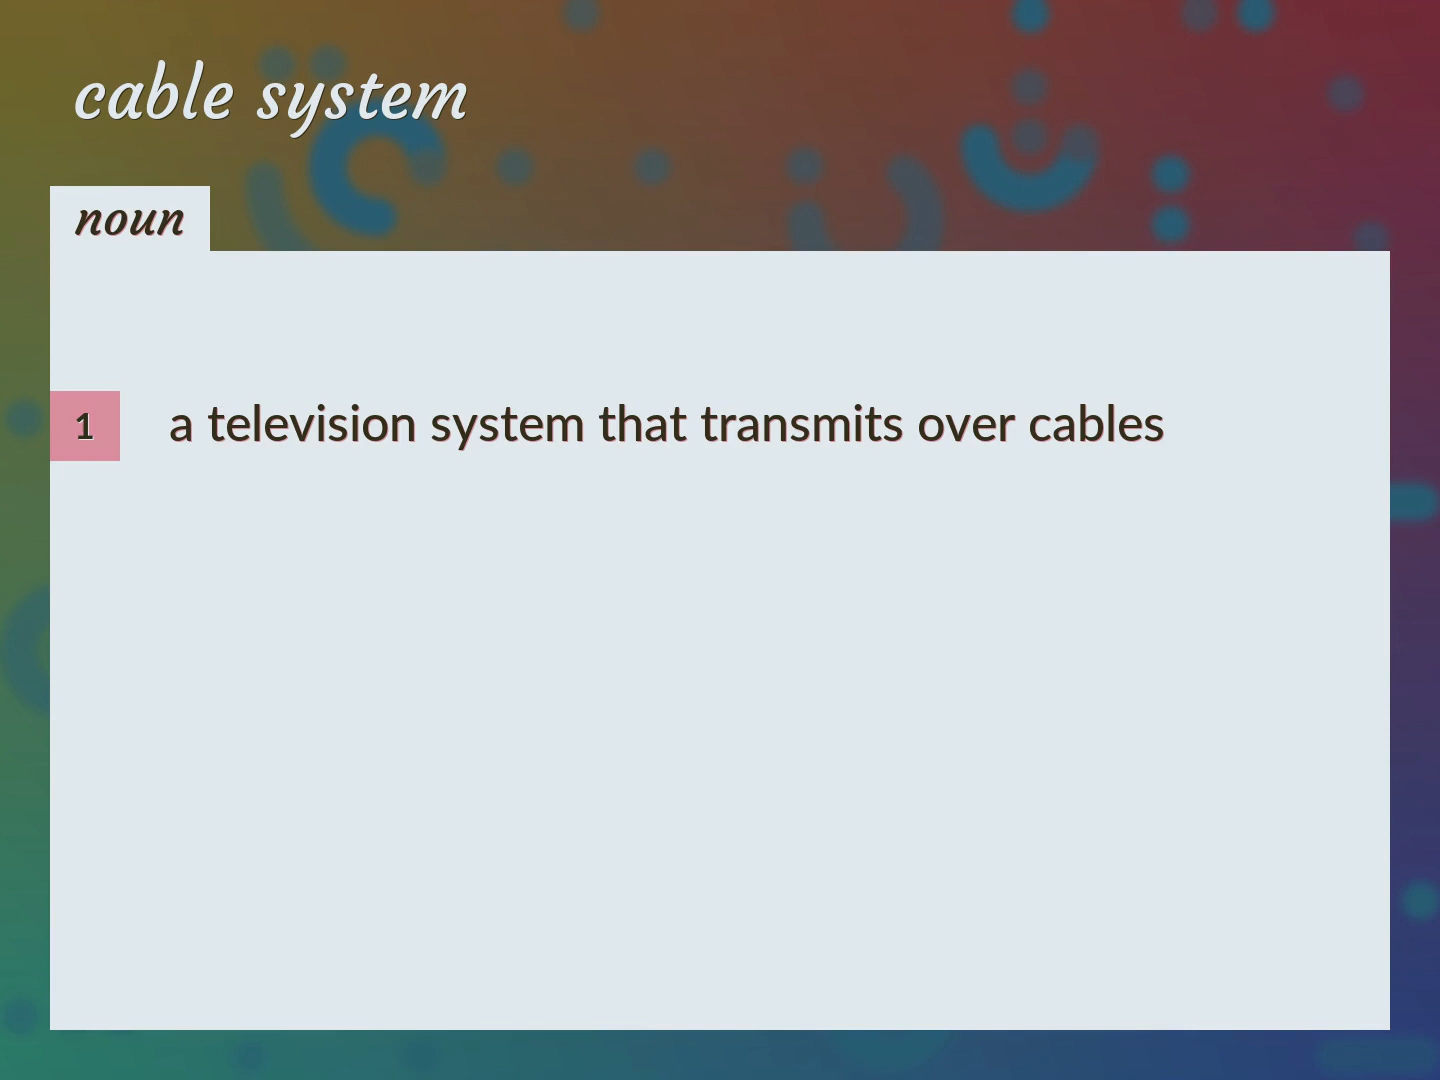 cable system
noun
1 a television system that transmits over cables